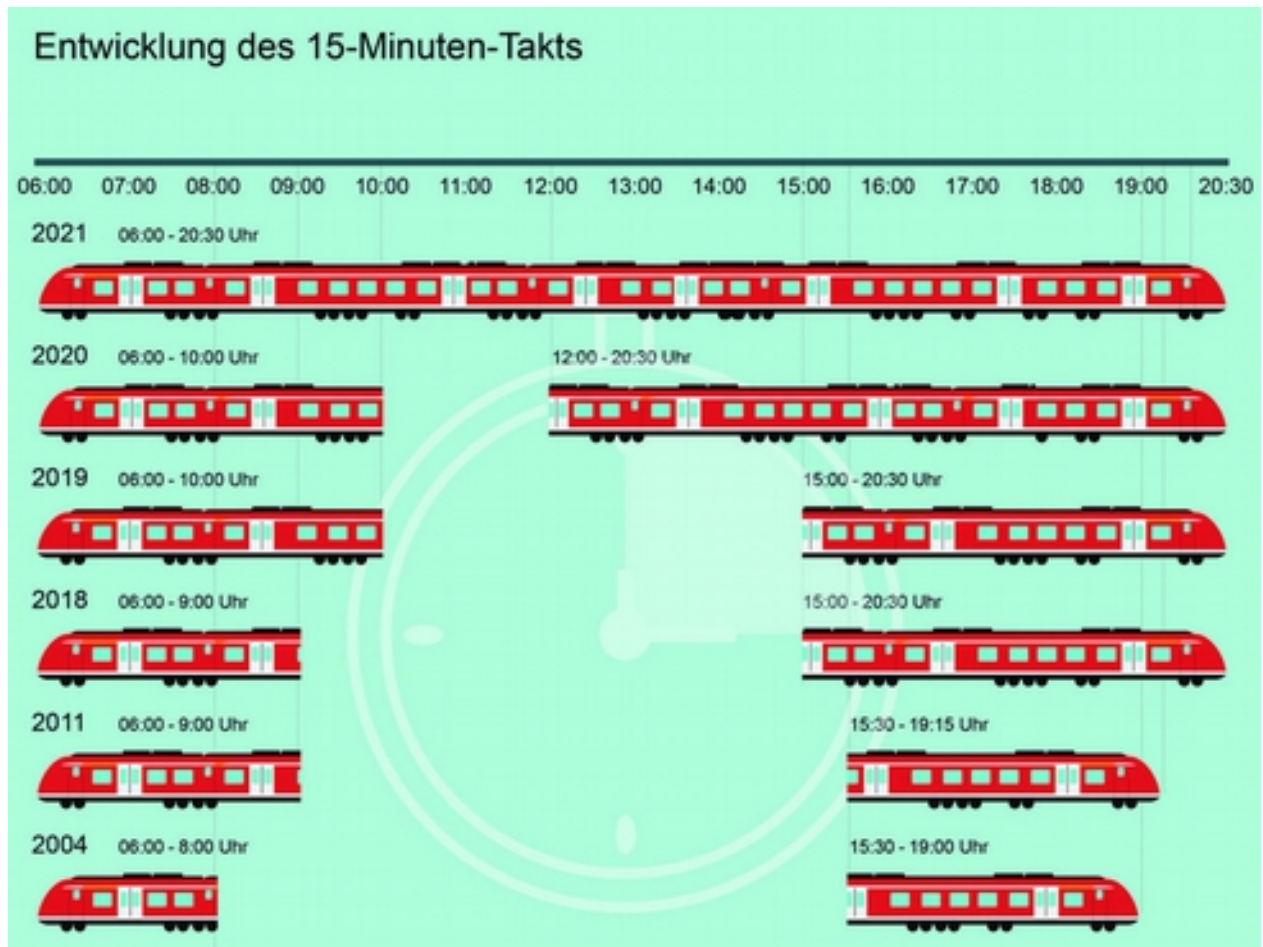 Entwicklung des 15-Minuten-Takts
06:00 07:00 08:00 09:00 10:00 11:00 12:00 13:00 14:00 15:00 16:00 17:00 18:00 19:00 20:30
2021 06:00 - 20:30 Uhr
2020 06:00 - 10:00 Uhr 12:00 - 20:30 Uhr
2019 06:00 - 10:00 Uhr 15:00 - 20:30 Uhr
2018 06:00 - 9:00 Uhr 15:00 - 20:30 Uhr
2011 06:00 - 9:00 Uhr 15:30 - 19:15 Uhr
2004 06:00 - 8:00 Uhr 15:30 - 19:00 Uhr